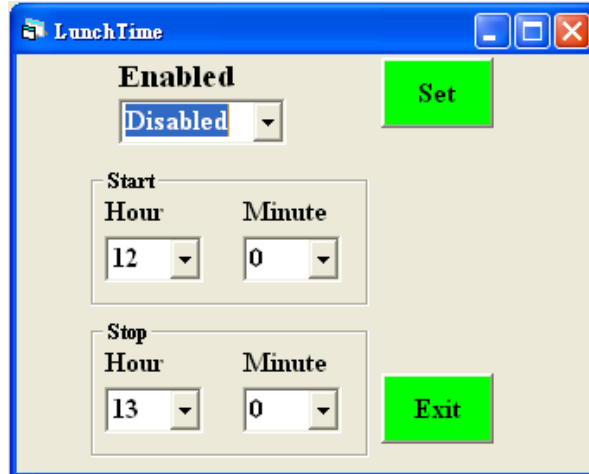 LunchTime
Enabled
Set
Disabled
Start
Hour Minute
12 0
Stop
Hour Minute
13 0
Exit